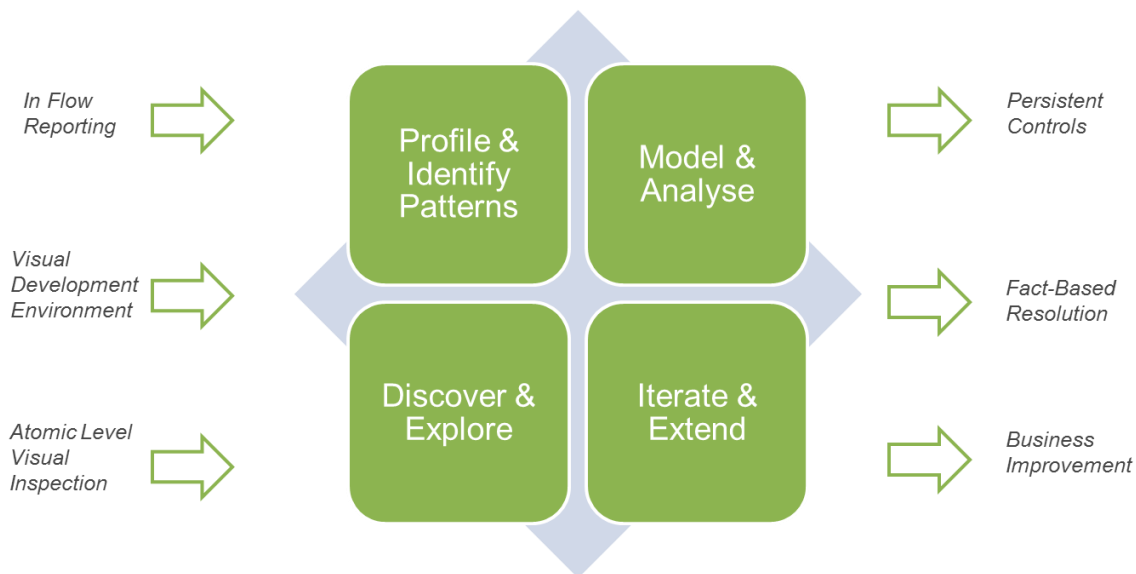 In Flow
Reporting
Visual
Development
Environment
Atomic Level
Visual
Inspection
Profile &
Identify
Patterns
Model &
Analyse
Discover &
Explore
Iterate &
Extend
Persistent
Controls
Fact-Based
Resolution
Business
Improvement